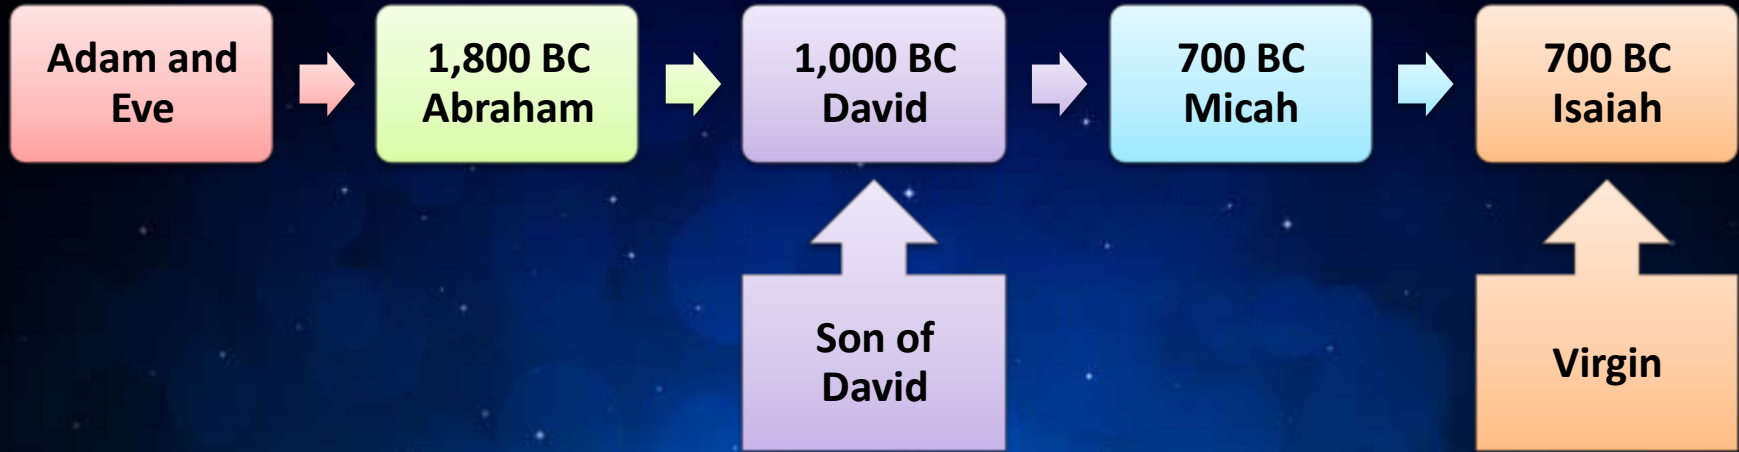 Adam and
Eve
1,800 BC
Abraham
1,000 BC
David
700 BC
Micah
700 BC
Isaiah
Son of
David
Virgin